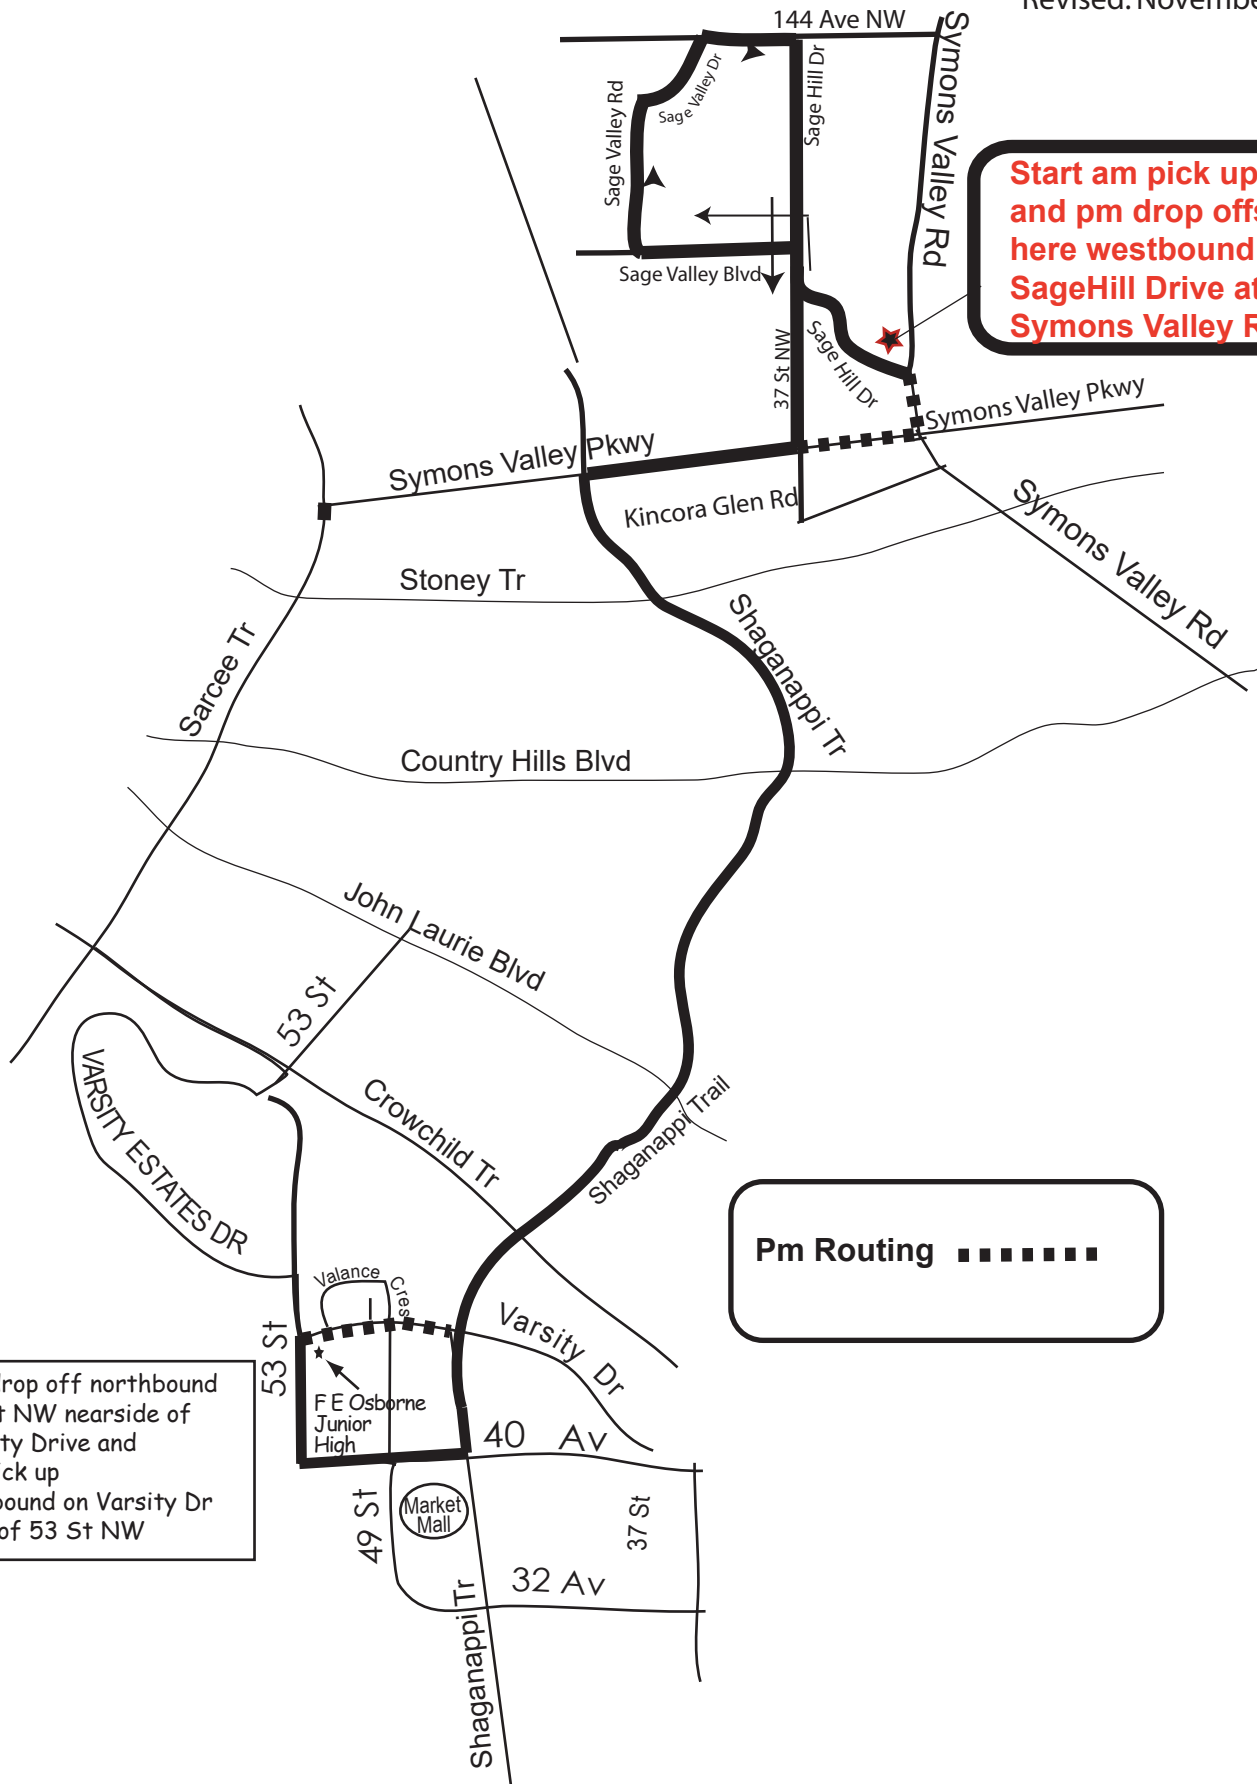 Revised: Novembe
144 Ave NW
Symons Valley Rd
Sage Hill Dr
Sage Valley Dr
Sage Valley Rd
Start am pick up
and pm drop offs
here westbound
SageHill Drive at
Symons Valley R
Sage Valley Blvd
37 St NW
Sage Hill Dr
Symons Valley Pkwy
Symons Valley Pkwy
Kincora Glen Rd
Symons Valley Rd
Stoney Tr
Shaganappi Tr
Sarcee Tr
Country Hills Blvd
John Laurie Blvd
53 St
VARSITY ESTATES DR
Crowchild Tr
Shaganappi Trail
Pm Routing
Valance Cres
Varsity Dr
53 St
F E Osborne
Junior
High
rop off northbound
t NW nearside of
ty Drive and
ck up
bound on Varsity Dr
of 53 St NW
40 Av
49 St
Market
Mall
37 St
32 Av
Shaganappi Tr